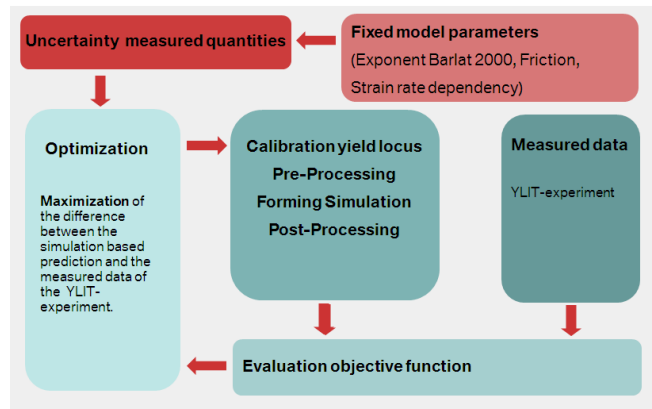 Uncertainty measured quantities
Fixed model parameters
(Exponent Barlat 2000, Friction,
Strain rate dependency)
Optimization
Maximization of
the difference
between the
simulation based
prediction and the
measured data of
the YLIT-
experiment.
Calibration yield locus
Pre-Processing
Forming Simulation
Post-Processing
Measured data
YLIT-experiment
Evaluation objective function